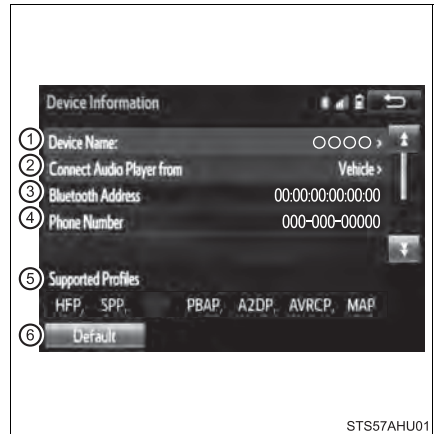 Device Information
① Device Name: ○○○○ >
② Connect Audio Player from Vehicle >
③ Bluetooth Address 00:00:00:00:00:00
④ Phone Number 000-000-00000
⑤ Supported Profiles
HFP, SPP, PBAP, A2DP, AVRCP, MAP
⑥ Default
STS57AHU01